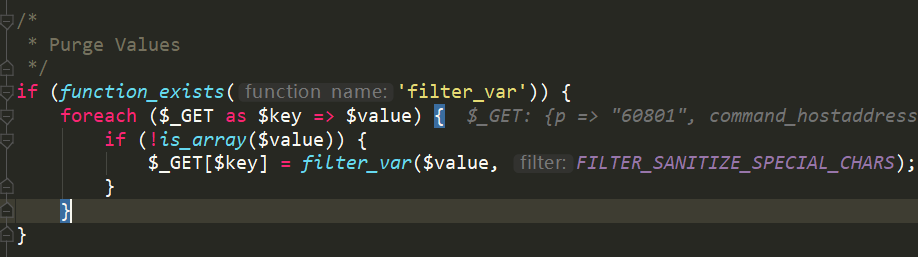 /*
 * Purge Values
 */
if (function_exists( function name: 'filter_var')) {
    foreach ($_GET as $key => $value) {  $_GET: {p => "60801", command_hostaddress
        if (!is_array($value)) {
            $_GET[$key] = filter_var($value, filter: FILTER_SANITIZE_SPECIAL_CHARS);
        }
    }
}